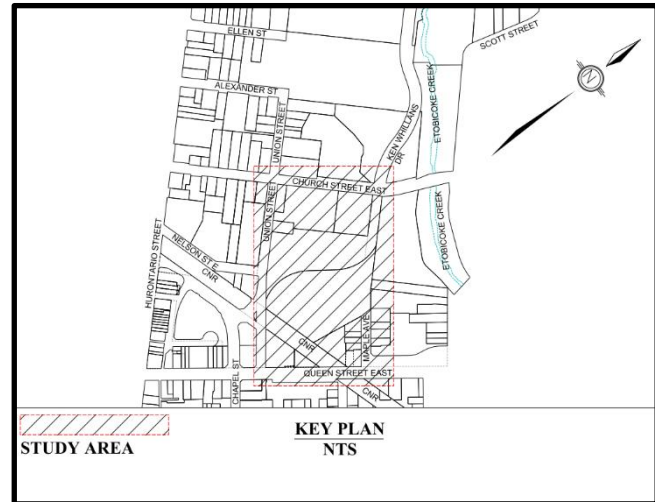 ELLEN ST
SCOTT STREET
N
ALEXANDER ST
UNION STREET
KEN WHILLANS DR
ETOBICOKE CREEK
CHURCH STREET EAST
UNION STREET
HURONTARIO STREET
NELSON ST E
CNR
ETOBICOKE CREEK
CNR
MAPLE AVE
CHAPEL ST
QUEEN STREET EAST
CNR
STUDY AREA
KEY PLAN
NTS